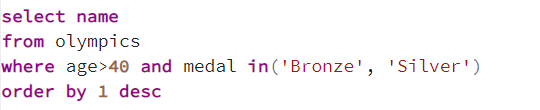 select name
from olympics
where age>40 and medal in('Bronze', 'Silver')
order by 1 desc